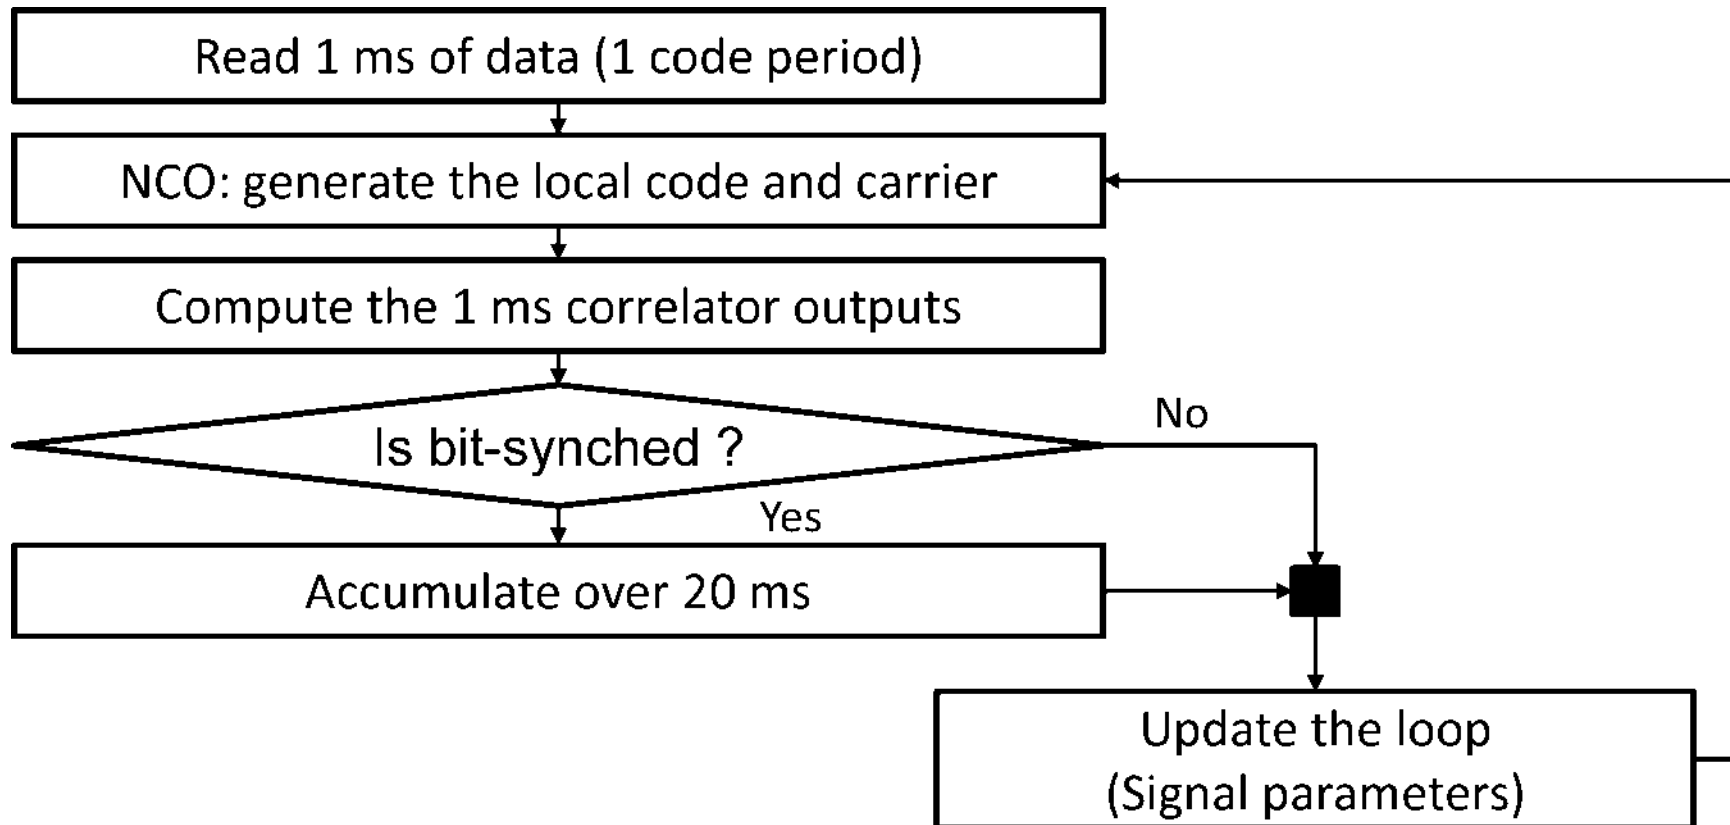 Read 1 ms of data (1 code period)
NCO: generate the local code and carrier
Compute the 1 ms correlator outputs
No
Is bit-synched ?
Yes
Accumulate over 20 ms
Update the loop
(Signal parameters)